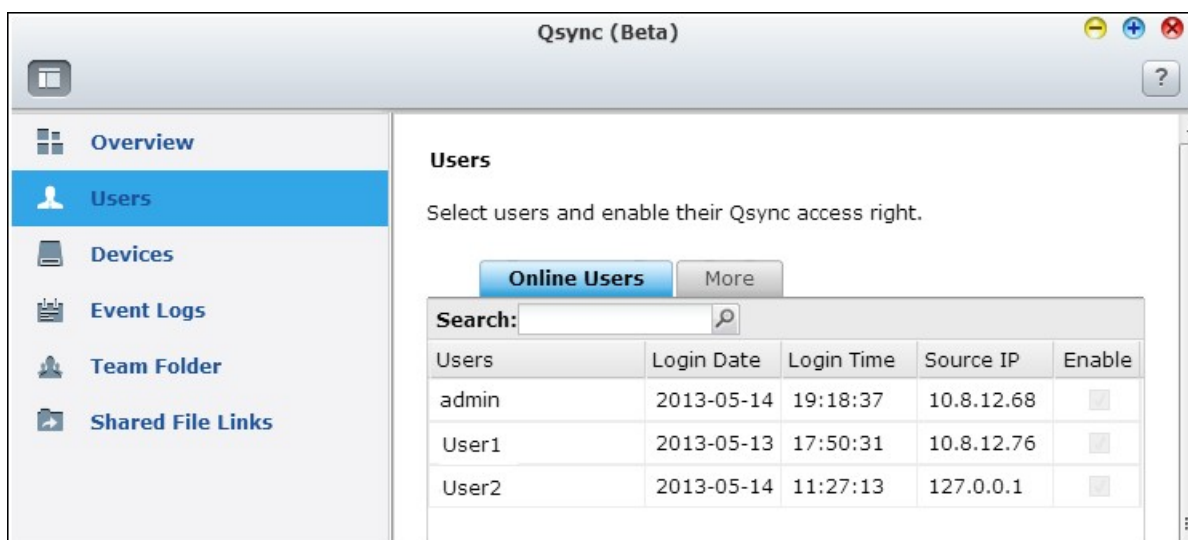 Qsync (Beta)
?
Overview
Users
Devices
Event Logs
Team Folder
Shared File Links
Users
Select users and enable their Qsync access right.
Online Users More
Search:
Users Login Date Login Time Source IP Enable
admin 2013-05-14 19:18:37 10.8.12.68
User1 2013-05-13 17:50:31 10.8.12.76
User2 2013-05-14 11:27:13 127.0.0.1